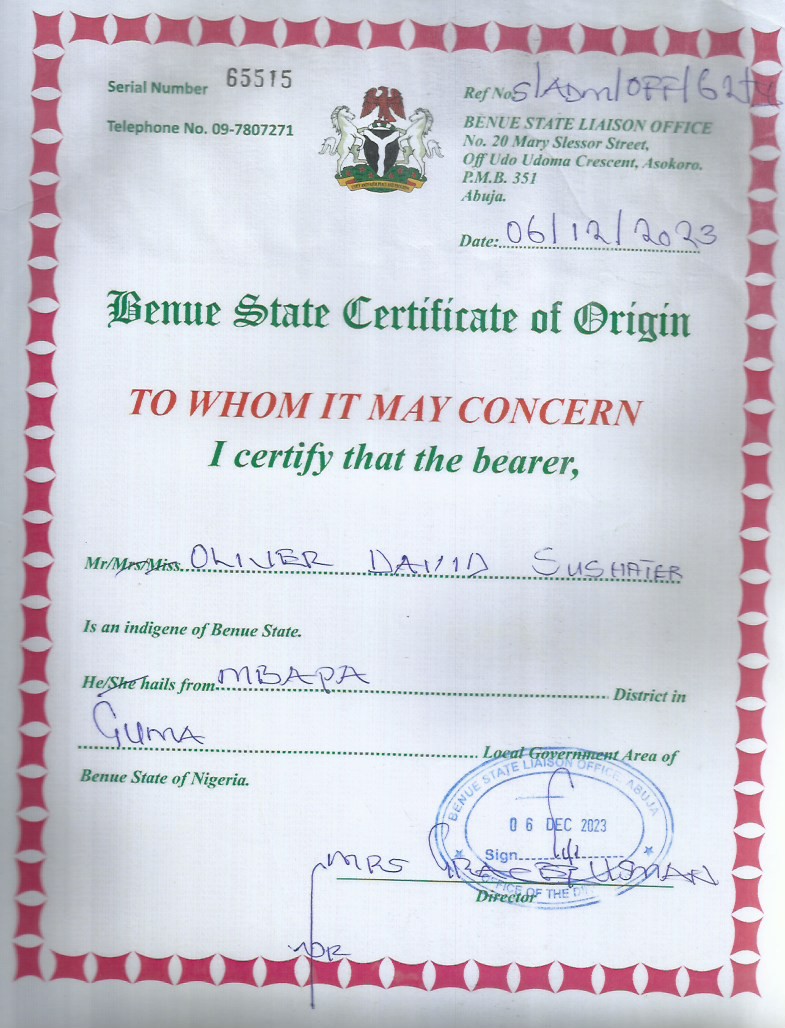 Serial Number 65515
Telephone No. 09-7807271
Ref No. S/ADM/OFF/62
BENUE STATE LIAISON OFFICE
No. 20 Mary Slessor Street,
Off Udo Udoma Crescent, Asokoro.
P.M.B. 351
Abuja.
Date: 06/12/2023
Benue State Certificate of Origin
TO WHOM IT MAY CONCERN
I certify that the bearer,
Mr/Mrs/Miss OLIVER DAVID SUSHATER
Is an indigene of Benue State.
He/She hails from MBAPA District in
GUMA Local Government Area of
Benue State of Nigeria.
BENUE STATE LIAISON OFFICE, ABUJA
06 DEC 2023
Sign
MRS GRACE
Director
OFFICE OF THE